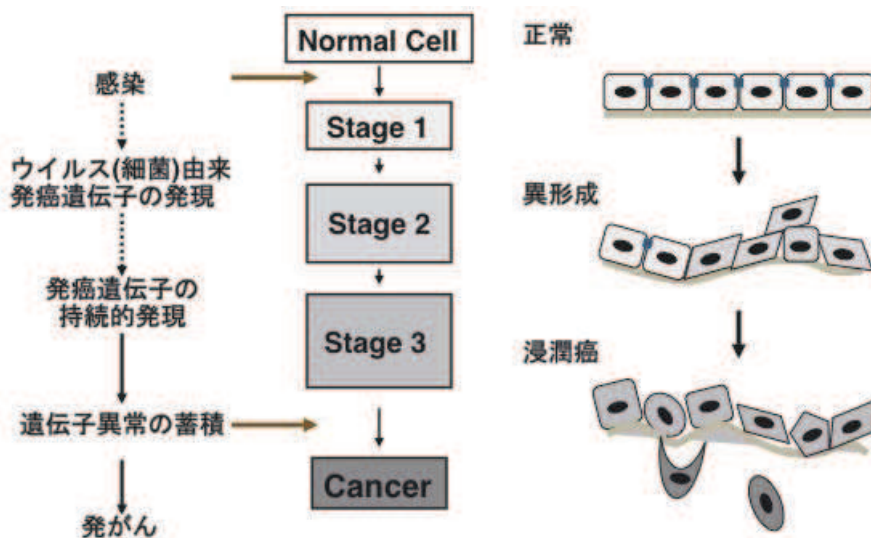 感染
ウイルス(細菌)由来
発癌遺伝子の発現
発癌遺伝子の
持続的発現
遺伝子異常の蓄積
発がん
Normal Cell
Stage 1
Stage 2
Stage 3
Cancer
正常
異形成
浸潤癌